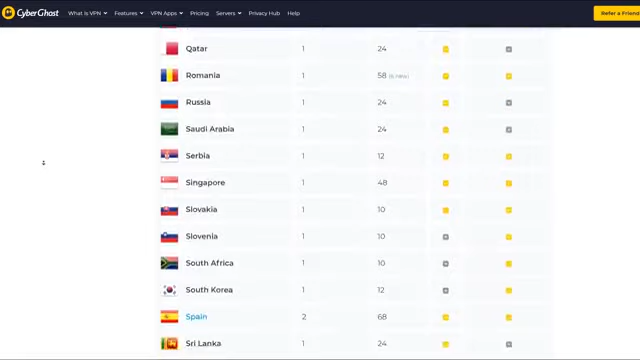 CyberGhost What Is VPN Features VPN Apps Pricing Servers Privacy Hub Help Refer a Friend
Qatar 1 24
Romania 1 58 (6 new)
Russia 1 24
Saudi Arabia 1 24
Serbia 1 12
Singapore 1 48
Slovakia 1 10
Slovenia 1 10
South Africa 1 10
South Korea 1 12
Spain 2 68
Sri Lanka 1 24